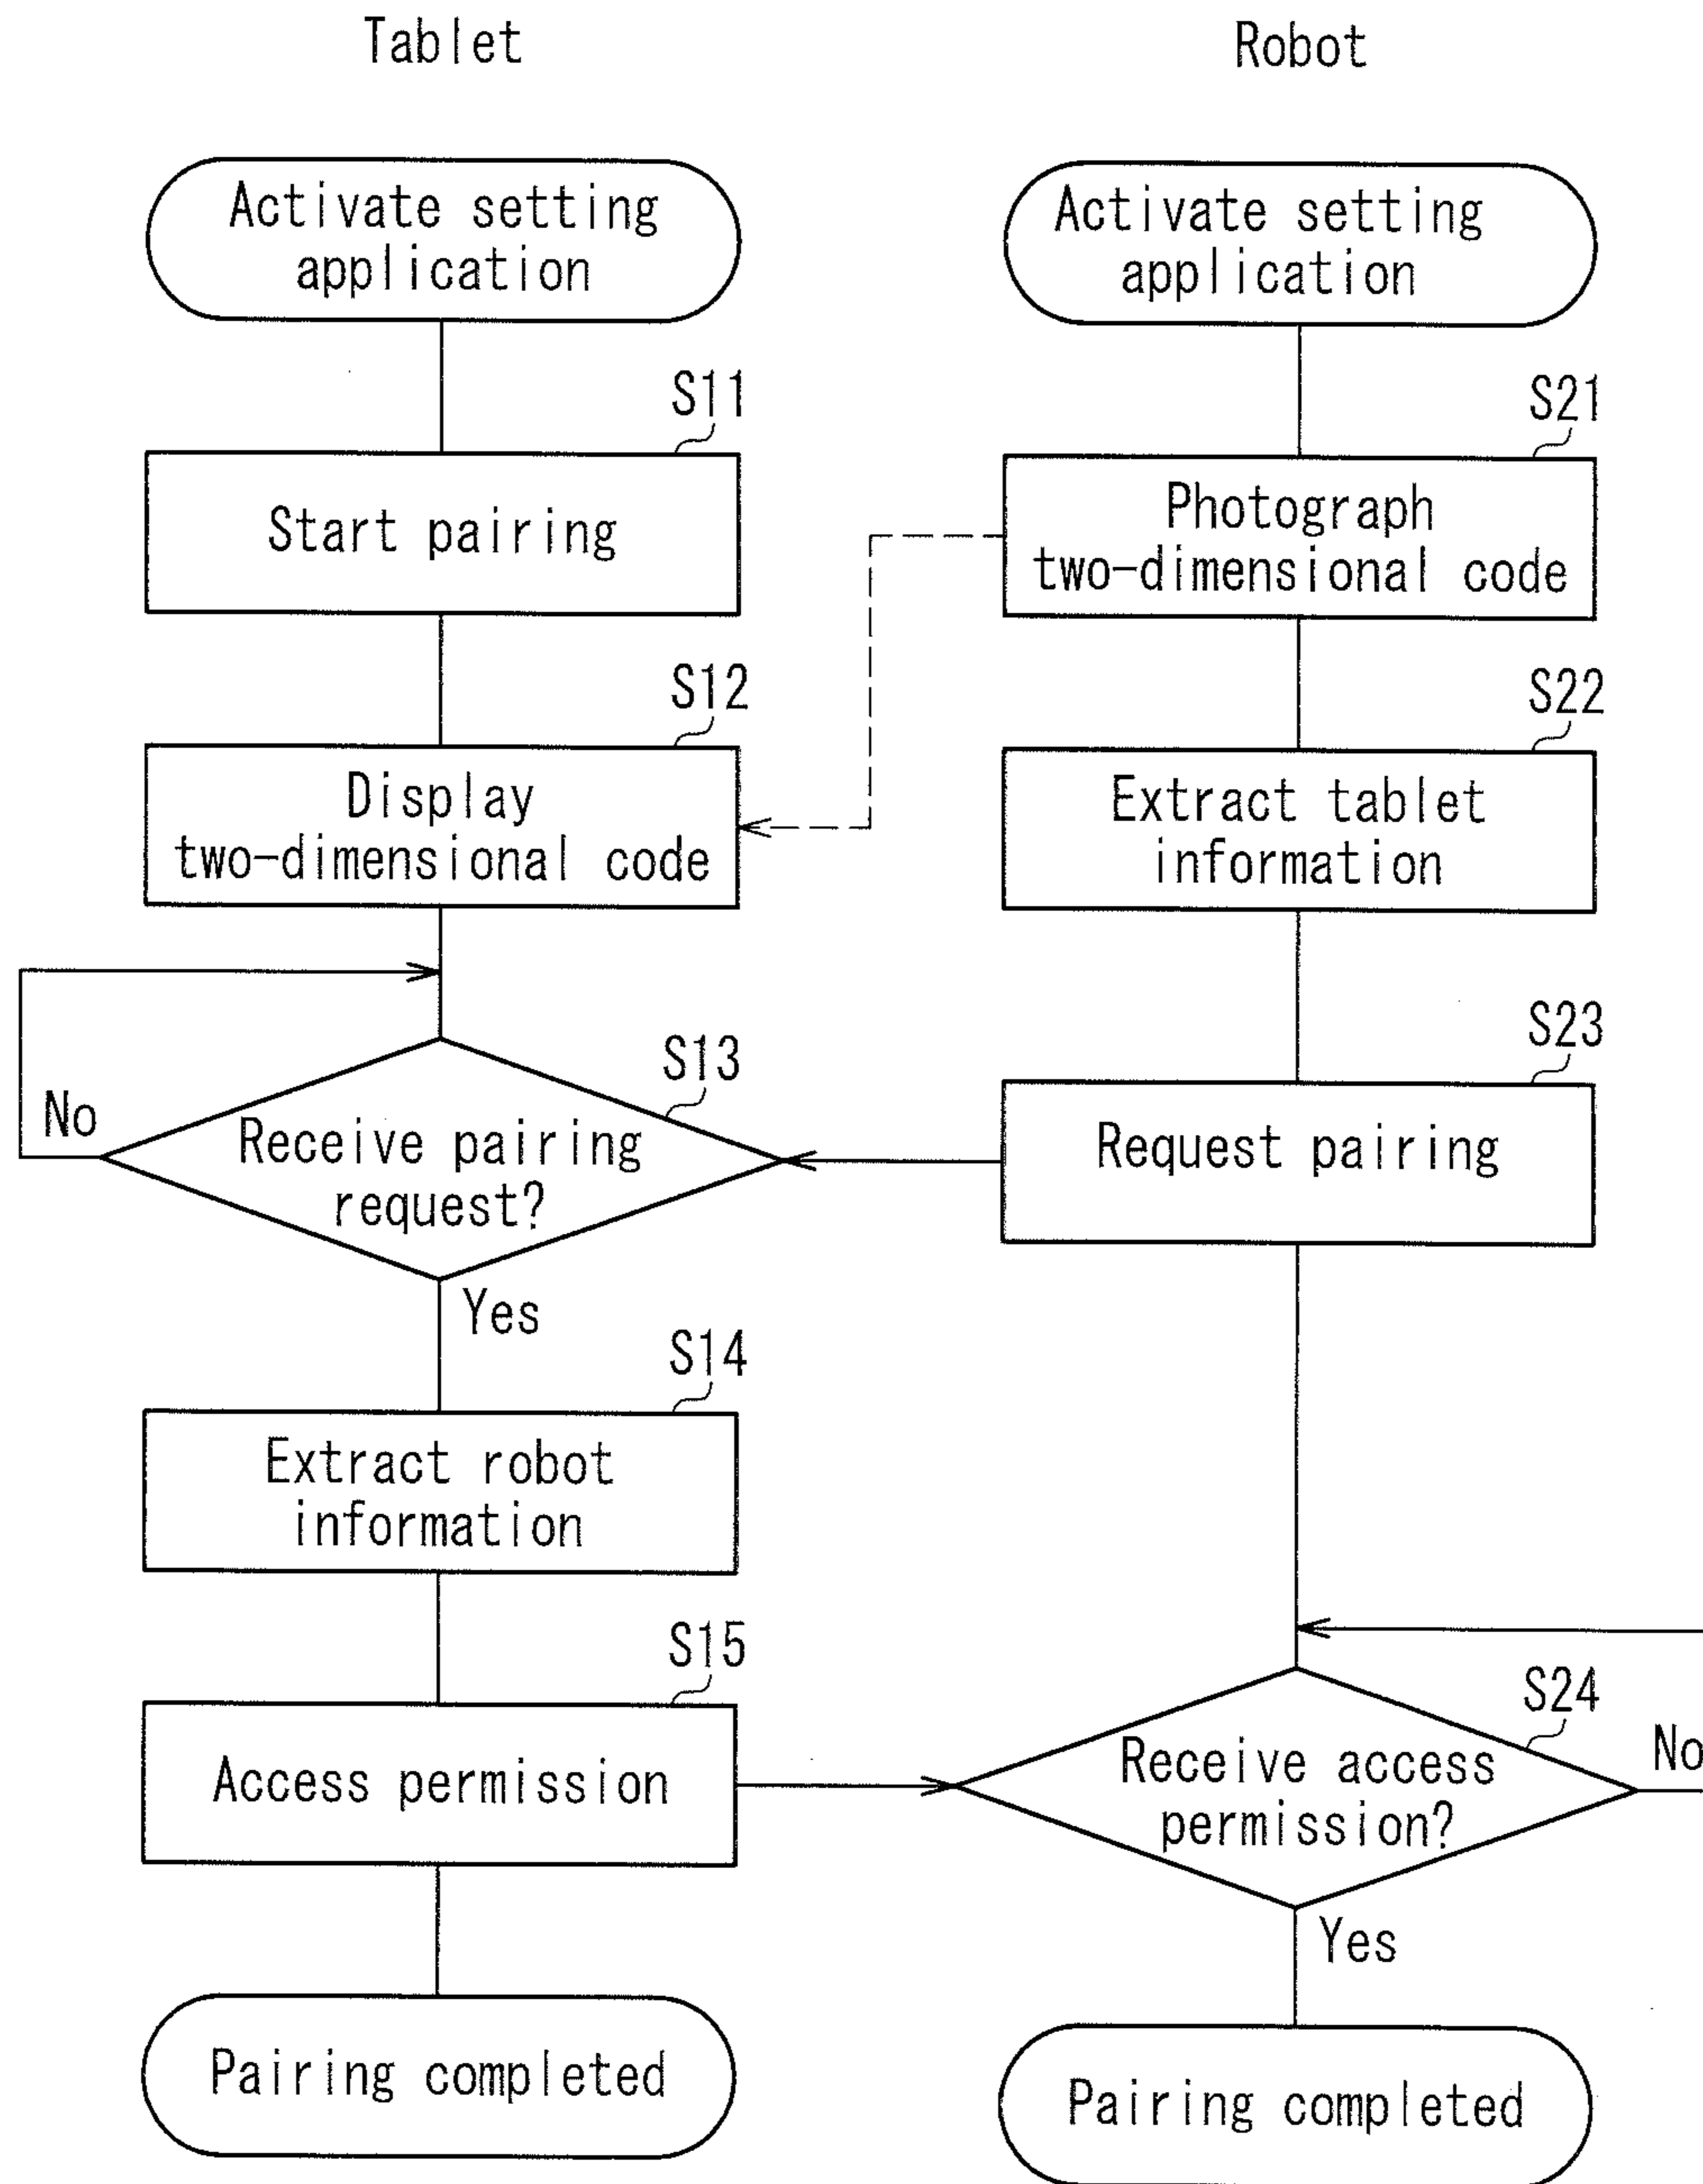 Tablet
Robot
Activate setting
application
Activate setting
application
S11
Start pairing
S21
Photograph
two-dimensional code
S12
Display
two-dimensional code
S22
Extract tablet
information
S13
No
Receive pairing
request?
Yes
S23
Request pairing
S14
Extract robot
information
S15
Access permission
S24
No
Receive access
permission?
Yes
Pairing completed
Pairing completed